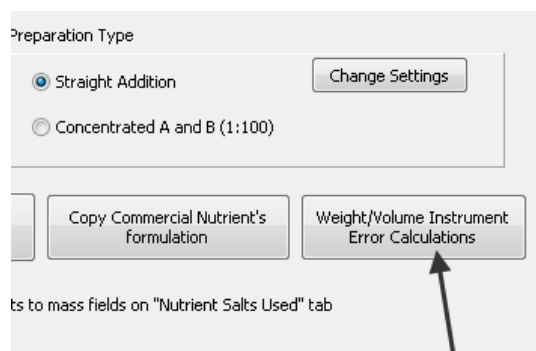 Preparation Type
Straight Addition
Change Settings
Concentrated A and B (1:100)
Copy Commercial Nutrient's
formulation
Weight/Volume Instrument
Error Calculations
ts to mass fields on "Nutrient Salts Used" tab